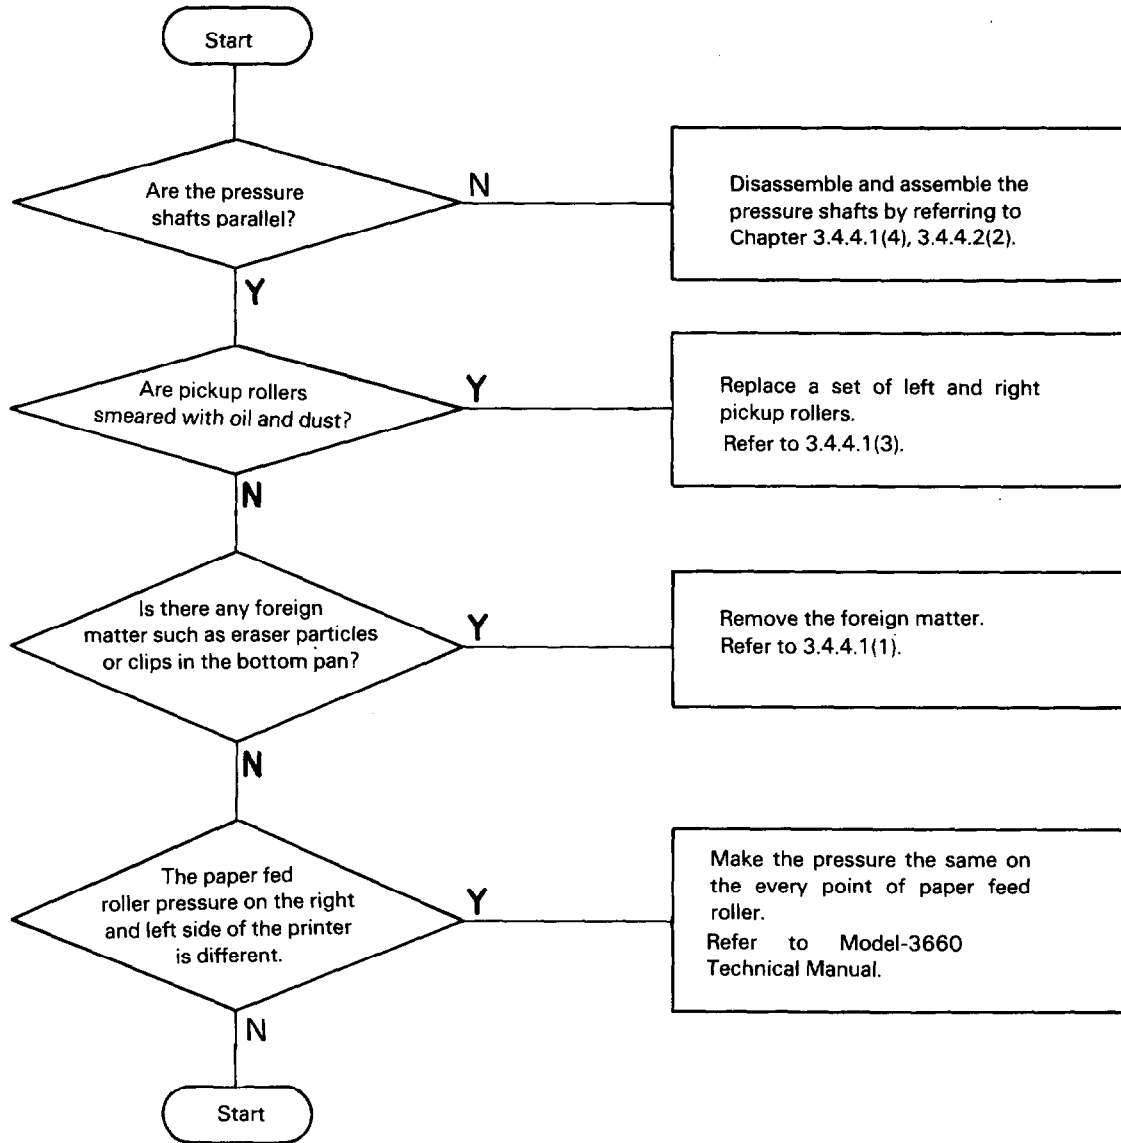 Start
Are the pressure
shafts parallel?
N
Disassemble and assemble the
pressure shafts by referring to
Chapter 3.4.4.1(4), 3.4.4.2(2).
Y
Are pickup rollers
smeared with oil and dust?
Y
Replace a set of left and right
pickup rollers.
Refer to 3.4.4.1(3).
N
Is there any foreign
matter such as eraser particles
or clips in the bottom pan?
Y
Remove the foreign matter.
Refer to 3.4.4.1(1).
N
The paper fed
roller pressure on the right
and left side of the printer
is different.
Y
Make the pressure the same on
the every point of paper feed
roller.
Refer to Model-3660
Technical Manual.
N
Start